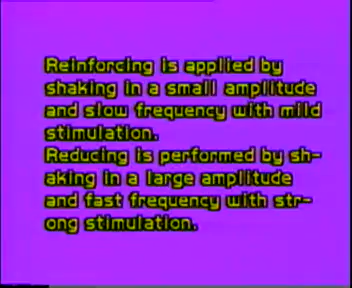 Reinforcing is applied by
shaking in a small amplitude
and slow frequency with mild
stimulation.
Reducing is performed by sh-
aking in a large amplitude
and fast frequency with str-
ong stimulation.